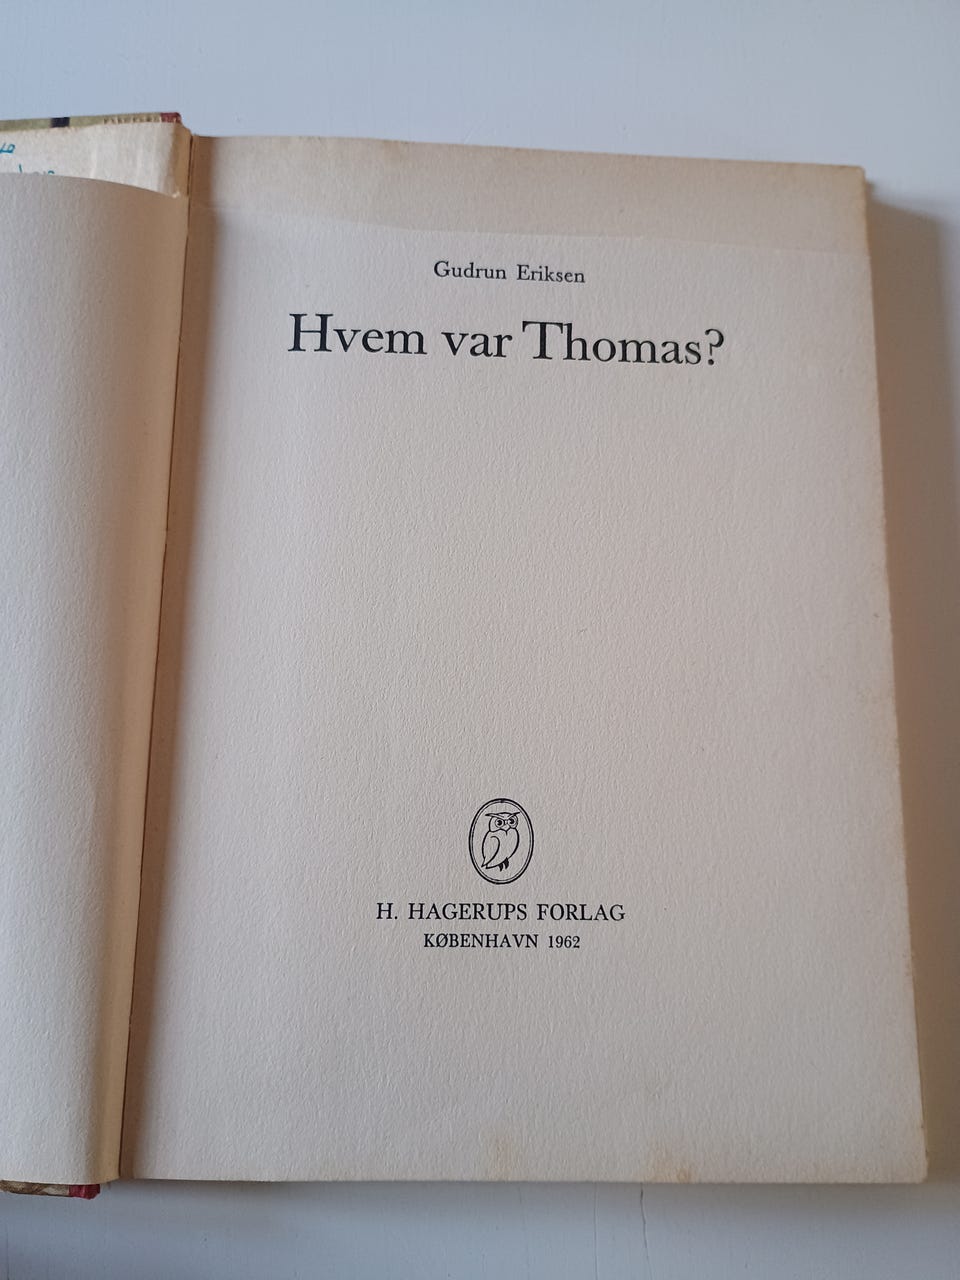 Gudrun Eriksen
Hvem var Thomas?
H. HAGERUPS FORLAG
KØBENHAVN 1962